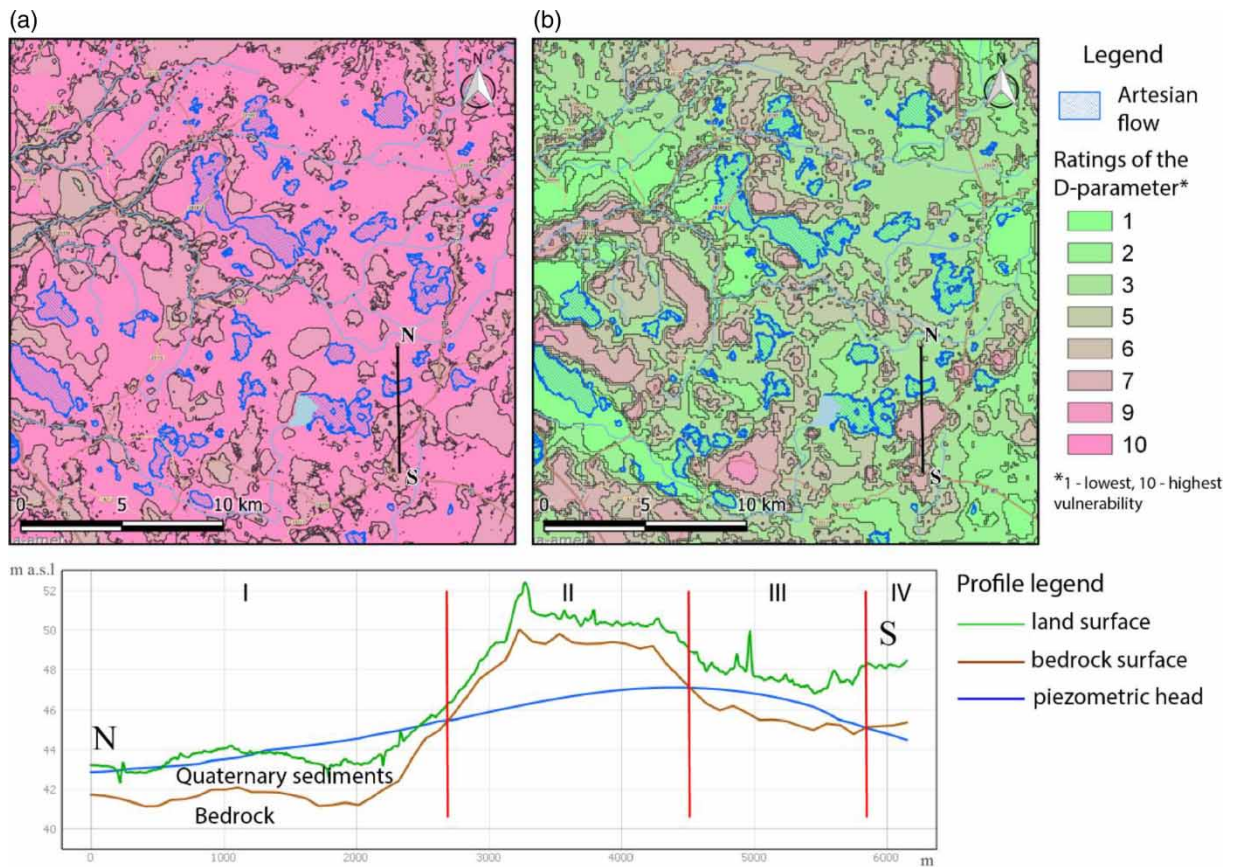 (a)
(b)
N
N
Legend
Artesian
flow
Ratings of the
D-parameter*
1
2
3
5
6
7
9
10
*1 - lowest, 10 - highest
vulnerability
N
S
N
S
0 5 10 km
0 5 10 km
m a.s.l
52
50
48
46
44
42
40
I
II
III
IV
N
S
Quaternary sediments
Bedrock
0 1000 2000 3000 4000 5000 6000 m
Profile legend
land surface
bedrock surface
piezometric head